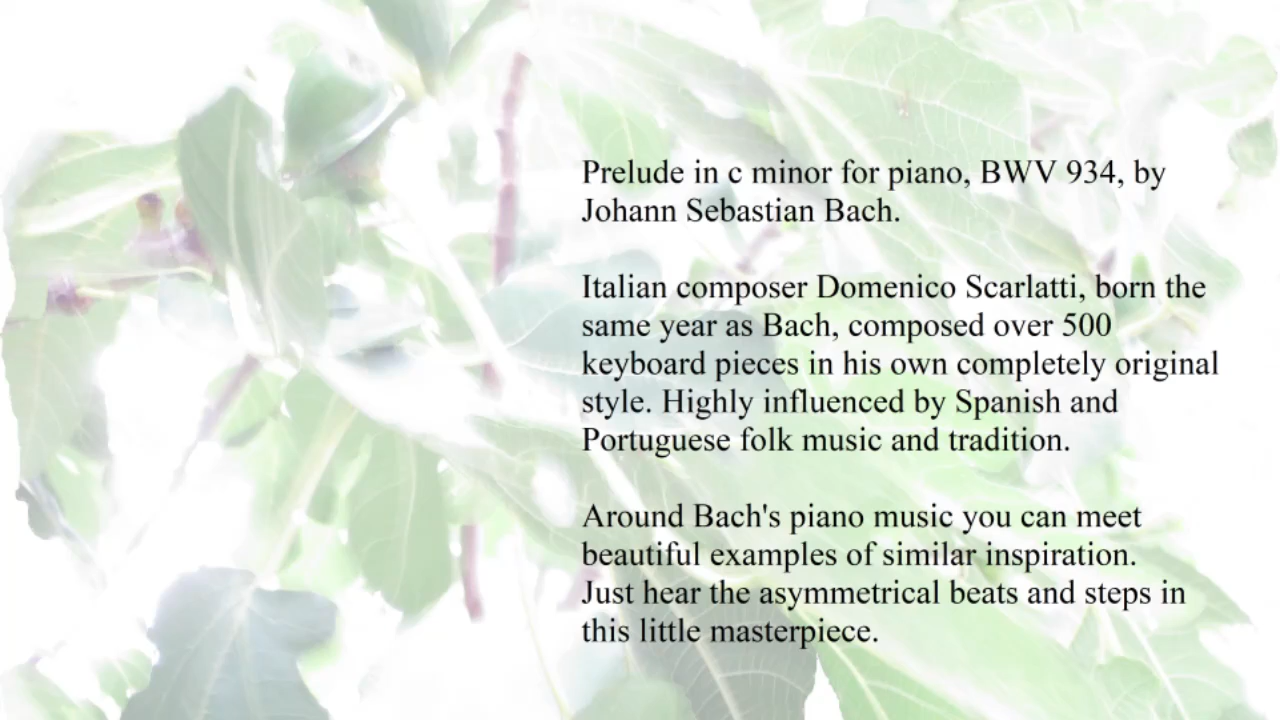 Prelude in c minor for piano, BWV 934, by
Johann Sebastian Bach.
Italian composer Domenico Scarlatti, born the
same year as Bach, composed over 500
keyboard pieces in his own completely original
style. Highly influenced by Spanish and
Portuguese folk music and tradition.
Around Bach's piano music you can meet
beautiful examples of similar inspiration.
Just hear the asymmetrical beats and steps in
this little masterpiece.